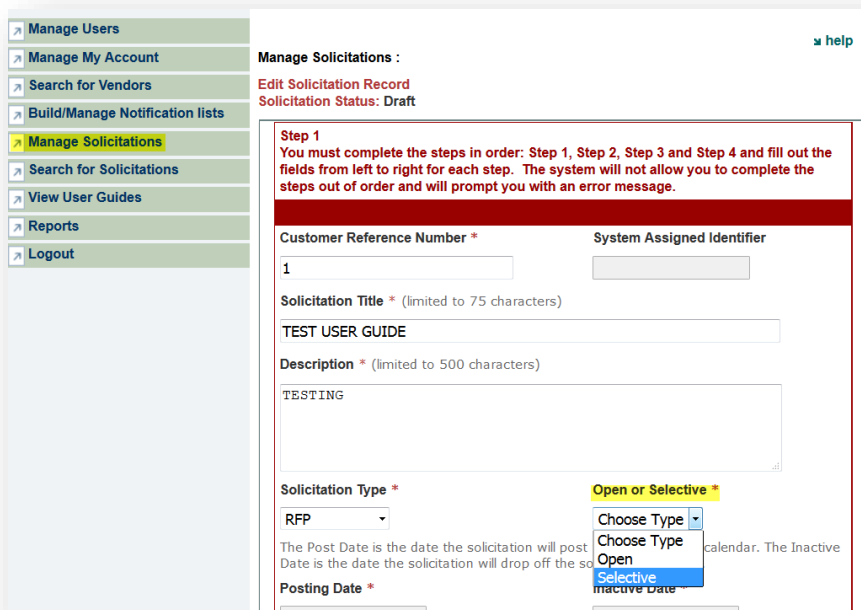 Manage Users
Manage My Account
Search for Vendors
Build/Manage Notification lists
Manage Solicitations
Search for Solicitations
View User Guides
Reports
Logout
help
Manage Solicitations :
Edit Solicitation Record
Solicitation Status: Draft
Step 1
You must complete the steps in order: Step 1, Step 2, Step 3 and Step 4 and fill out the
fields from left to right for each step. The system will not allow you to complete the
steps out of order and will prompt you with an error message.
Customer Reference Number * System Assigned Identifier
1
Solicitation Title * (limited to 75 characters)
TEST USER GUIDE
Description * (limited to 500 characters)
TESTING
Solicitation Type * Open or Selective *
RFP Choose Type
Choose Type
Open
Selective
The Post Date is the date the solicitation will post calendar. The Inactive
Date is the date the solicitation will drop off the so
Posting Date * Inactive Date *